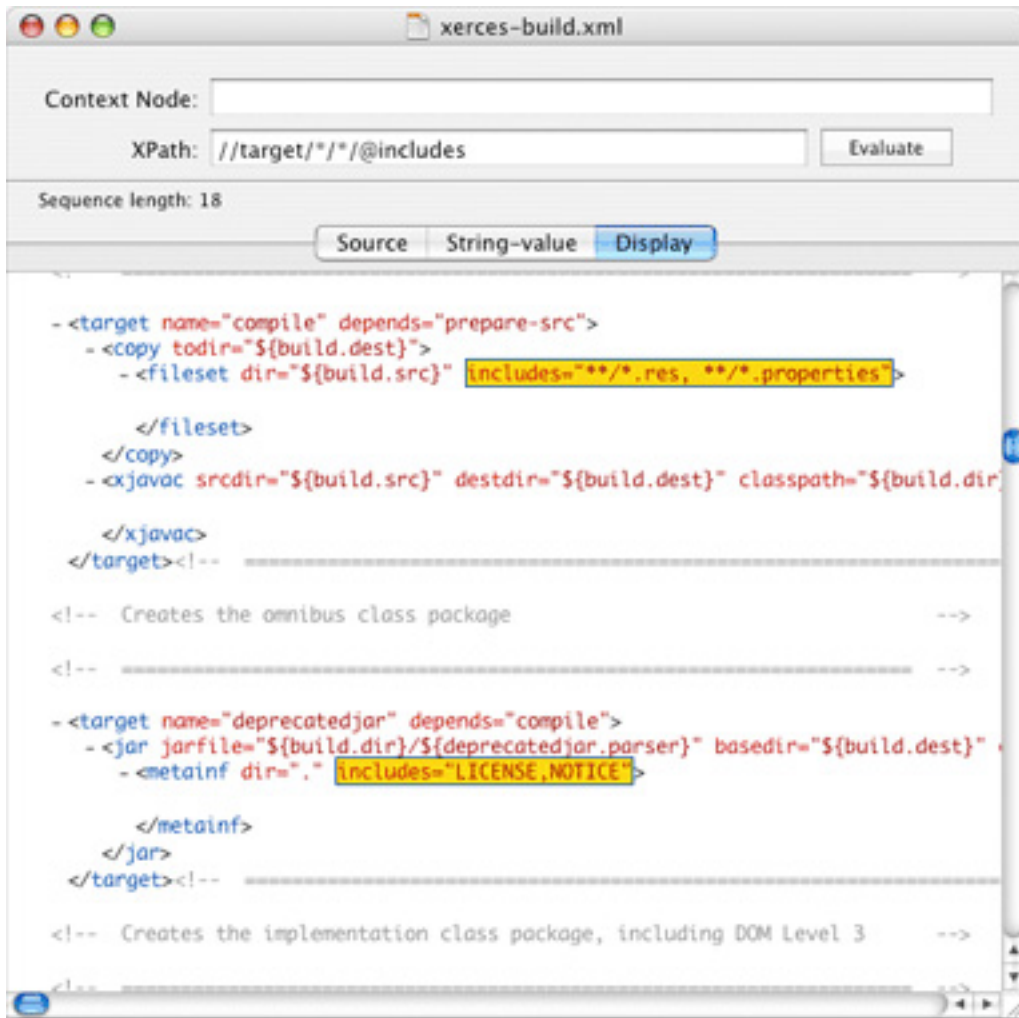 xerces-build.xml
Context Node:
XPath: //target/*/*/@includes Evaluate
Sequence length: 18
Source String-value Display
- <target name="compile" depends="prepare-src">
- <copy todir="${build.dest}">
- <fileset dir="${build.src}" includes="**/*.res, **/*.properties">
</fileset>
</copy>
- <xjavac srcdir="${build.src}" destdir="${build.dest}" classpath="${build.dir
</xjavac>
</target><!-- ==================================================
<!-- Creates the omnibus class package -->
<!-- =================================================================== -->
- <target name="deprecatedjar" depends="compile">
- <jar jarfile="${build.dir}/${deprecatedjar.parser}" basedir="${build.dest}"
- <metainf dir="." includes="LICENSE,NOTICE">
</metainf>
</jar>
</target><!-- ==================================================
<!-- Creates the implementation class package, including DOM Level 3 -->